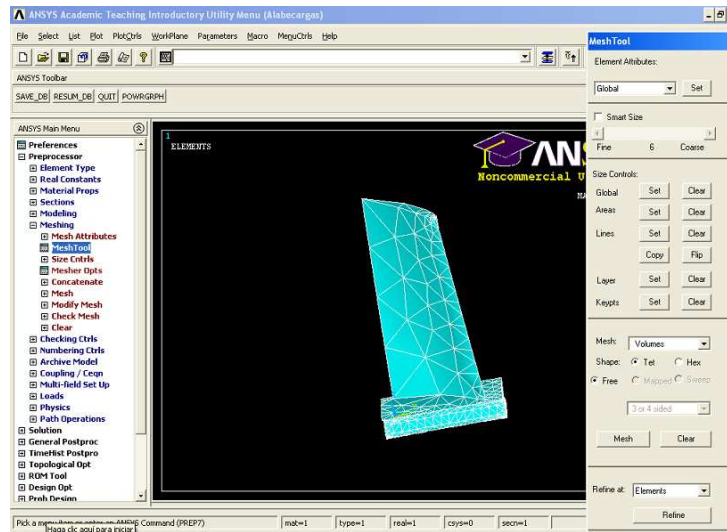 ANSYS Academic Teaching Introductory Utility Menu (Alabecargas)
File Select List Plot PlotCtrls WorkPlane Parameters Macro MenuCtrls Help
ANSYS Toolbar
SAVE_DB RESUM_DB QUIT POWRGRPH
ANSYS Main Menu
Preferences
Preprocessor
Element Type
Real Constants
Material Props
Sections
Modeling
Meshing
Mesh Attributes
MeshTool
Size Cntrls
Mesher Opts
Concatenate
Mesh
Modify Mesh
Check Mesh
Clear
Checking Ctrls
Numbering Ctrls
Archive Model
Coupling / Ceqn
Multi-field Set Up
Loads
Physics
Path Operations
Solution
General Postproc
TimeHist Postpro
Topological Opt
ROM Tool
Design Opt
Prob Design
1
ELEMENTS
ANS
Noncommercial U
MA
MeshTool
Element Attributes:
Global Set
Smart Size
Fine 6 Coarse
Size Controls:
Global Set Clear
Areas Set Clear
Lines Set Clear
Copy Flip
Layer Set Clear
Keypts Set Clear
Mesh: Volumes
Shape: Tet Hex
Free Mapped Sweep
3 or 4 sided
Mesh Clear
Refine at: Elements
Refine
Pick a menu item or enter an ANSYS Command (PREP7)
mat=1 type=1 real=1 csys=0 secn=1
Haga clic aquí para iniciar